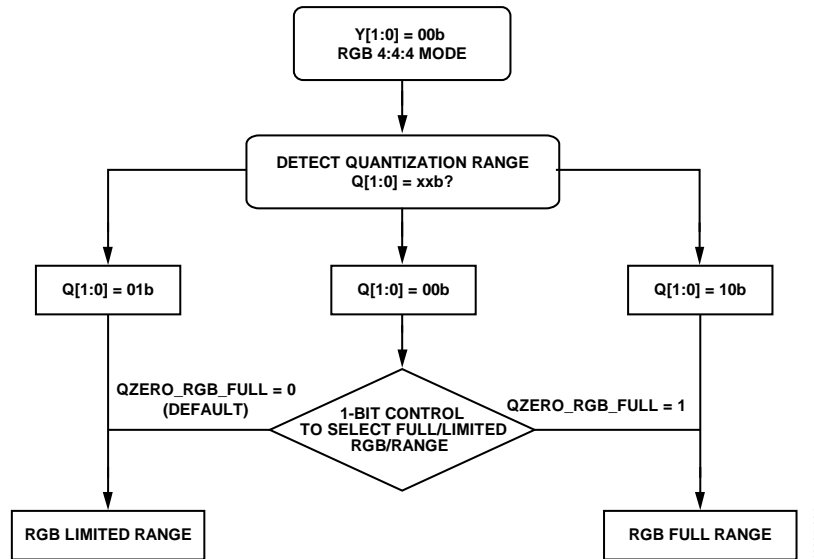 Y[1:0] = 00b
RGB 4:4:4 MODE
DETECT QUANTIZATION RANGE
Q[1:0] = xxb?
Q[1:0] = 01b
Q[1:0] = 00b
Q[1:0] = 10b
QZERO_RGB_FULL = 0
(DEFAULT)
1-BIT CONTROL
TO SELECT FULL/LIMITED
RGB/RANGE
QZERO_RGB_FULL = 1
RGB LIMITED RANGE
RGB FULL RANGE